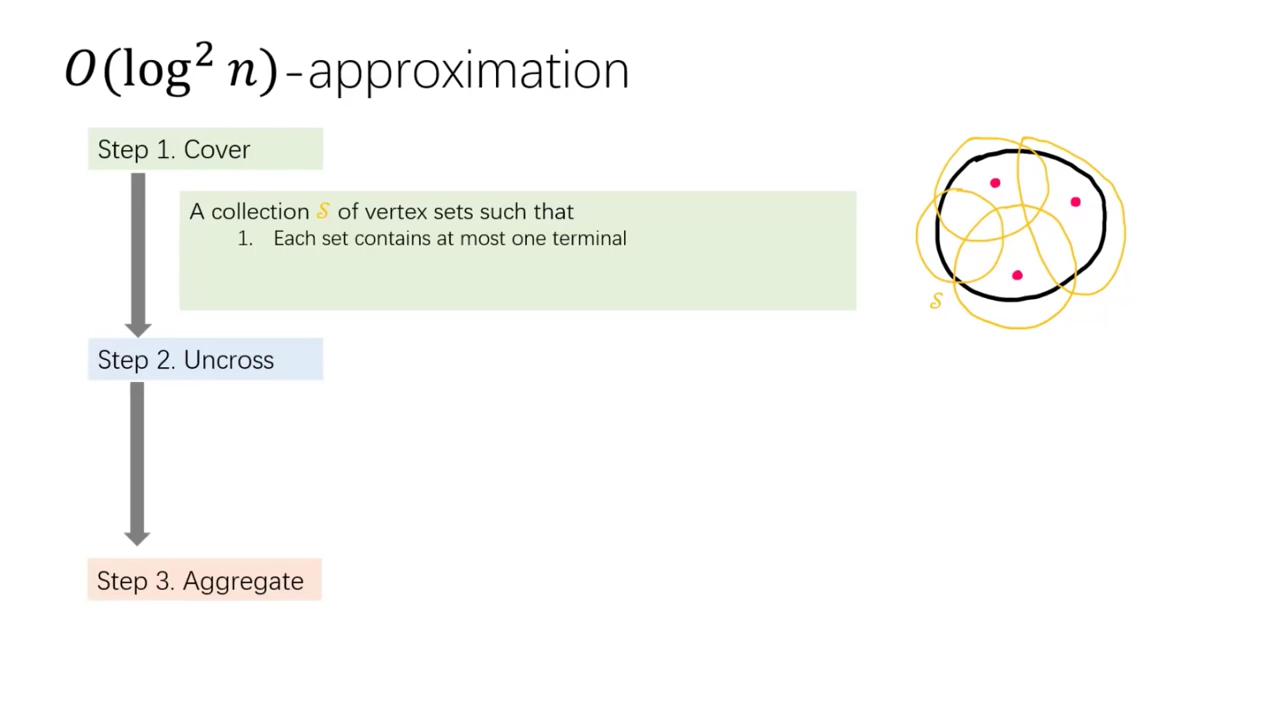 O(log² n)-approximation
Step 1. Cover
A collection 𝒮 of vertex sets such that
1. Each set contains at most one terminal
𝒮
Step 2. Uncross
Step 3. Aggregate